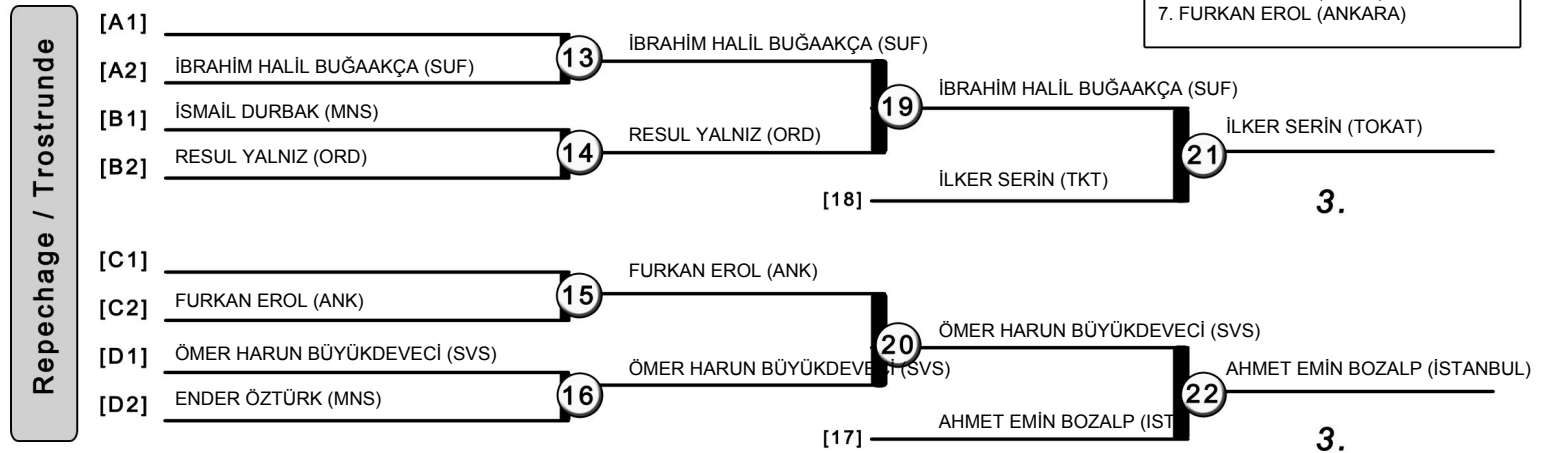 7. FURKAN EROL (ANKARA)
Repechage / Trostrunde
[A1]
13
İBRAHİM HALİL BUĞAAKÇA (SUF)
[A2] İBRAHİM HALİL BUĞAAKÇA (SUF)
19
İBRAHİM HALİL BUĞAAKÇA (SUF)
[B1] İSMAİL DURBAK (MNS)
14
RESUL YALNIZ (ORD)
[B2] RESUL YALNIZ (ORD)
21
İLKER SERİN (TOKAT)
[18] İLKER SERİN (TKT)
3.
[C1]
15
FURKAN EROL (ANK)
[C2] FURKAN EROL (ANK)
20
ÖMER HARUN BÜYÜKDEVECİ (SVS)
[D1] ÖMER HARUN BÜYÜKDEVECİ (SVS)
16
ÖMER HARUN BÜYÜKDEVECİ (SVS)
[D2] ENDER ÖZTÜRK (MNS)
22
AHMET EMİN BOZALP (İSTANBUL)
[17] AHMET EMİN BOZALP (IST
3.